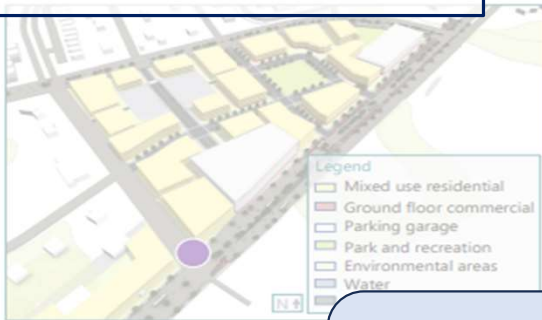 Legend
Mixed use residential
Ground floor commercial
Parking garage
Park and recreation
Environmental areas
Water
N